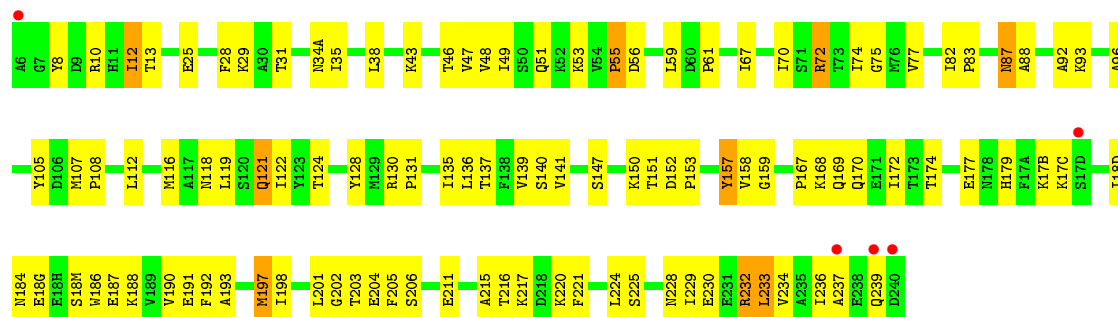 A6 G7 Y8 D9 R10 H11 I12 T13 E25 F28 K29 A30 T31 N34A I35 L38 K43 T46 V47 V48 I49 S50 Q51 K52 K53 V54 P55 D56 L59 D60 P61 I67 I70 S71 R72 T73 I74 G75 M76 V77 I82 P83 N87 A88 A92 K93 A96
Y105 D106 M107 P108 L112 M116 A117 N118 L119 S120 Q121 I122 Y123 T124 Y128 M129 R130 P131 I135 L136 T137 F138 V139 S140 V141 S147 K150 T151 D152 P153 Y157 V158 G159 P167 K168 Q169 Q170 E171 I172 T173 T174 E177 N178 H179 F17A K17B K17C S17D
N184 E18G E18H S18M W186 E187 K188 V189 V190 E191 F192 A193 M197 I198 L201 G202 T203 E204 F205 S206 E211 A215 T216 K217 D218 K220 F221 L224 S225 N228 I229 E230 E231 R232 L233 V234 A235 I236 A237 E238 Q239 D240